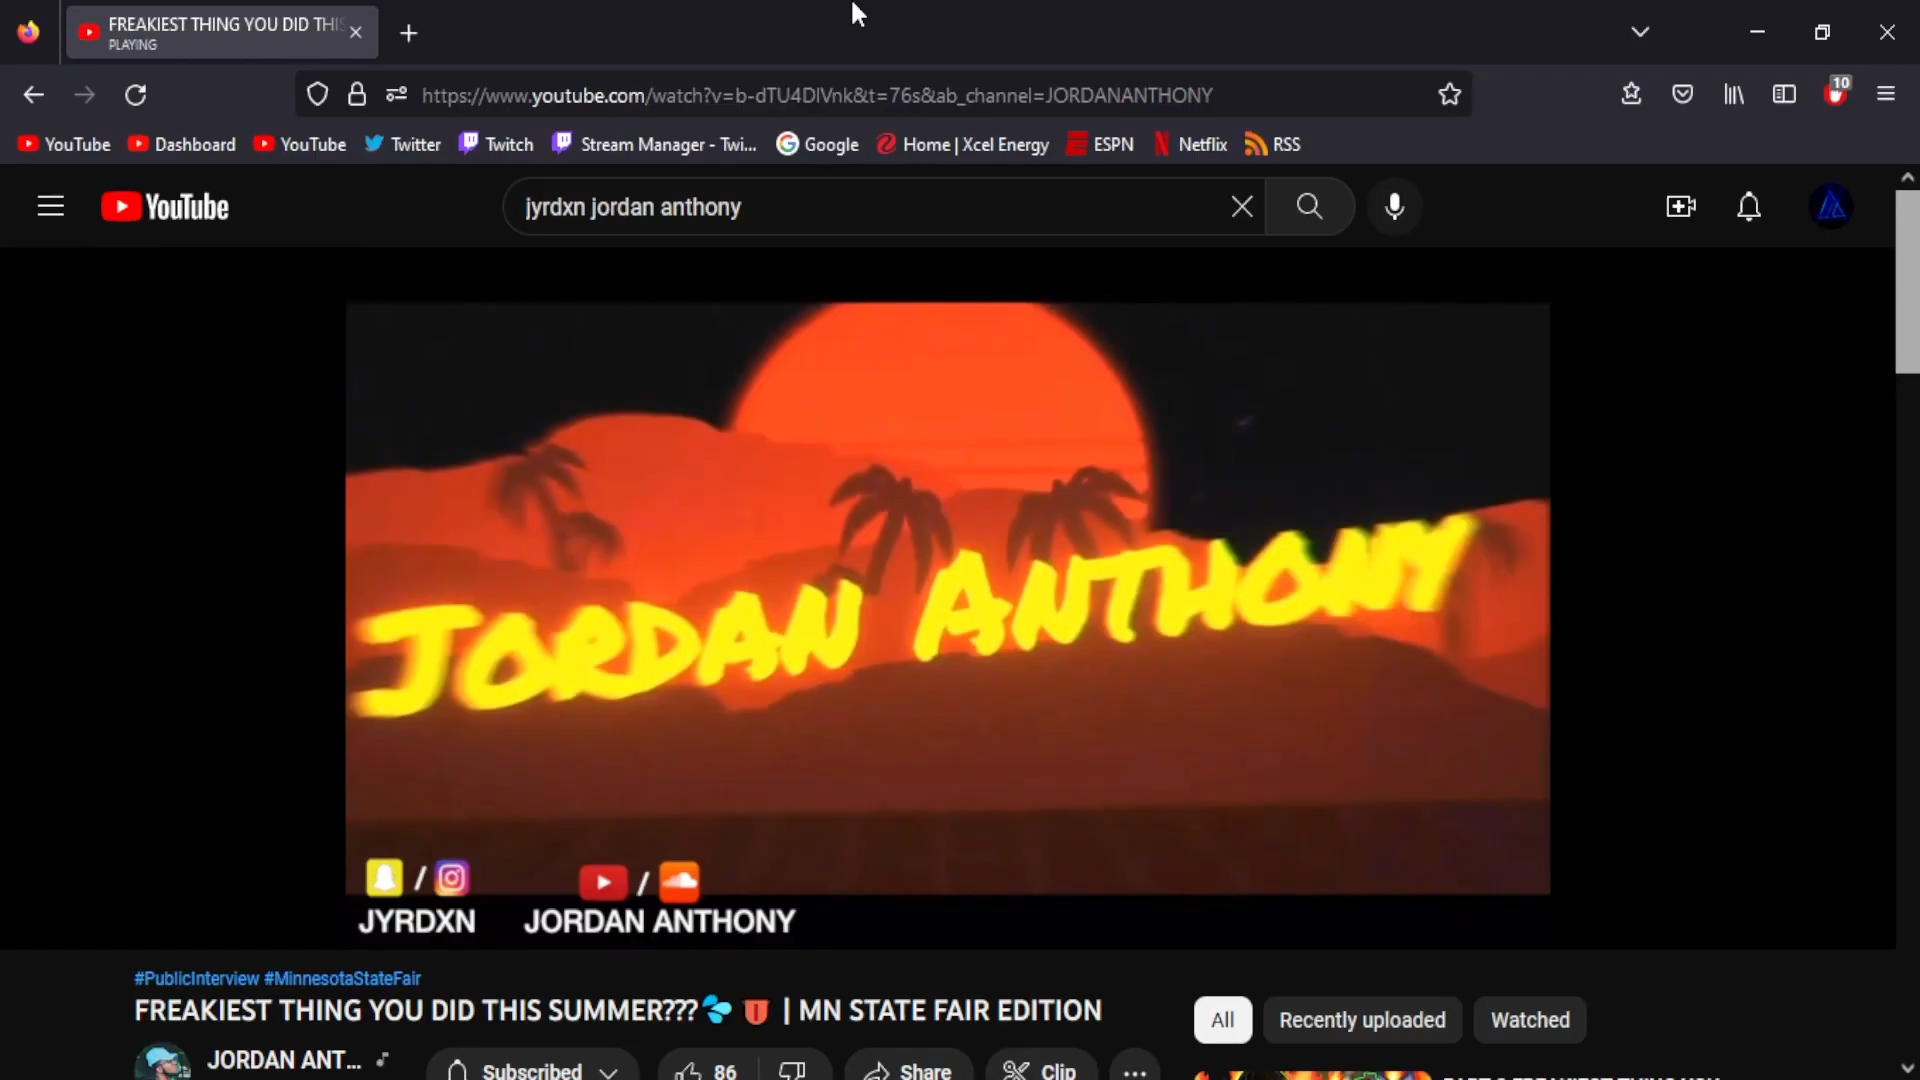 FREAKIEST THING YOU DID THIS
PLAYING
https://www.youtube.com/watch?v=b-dTU4DlVnk&t=76s&ab_channel=JORDANANTHONY
10
YouTube Dashboard YouTube Twitter Twitch Stream Manager - Twi... Google Home | Xcel Energy ESPN Netflix RSS
YouTube
jyrdxn jordan anthony
JORDAN ANTHONY
/ /
JYRDXN JORDAN ANTHONY
#PublicInterview #MinnesotaStateFair
FREAKIEST THING YOU DID THIS SUMMER???💦👅 | MN STATE FAIR EDITION
All Recently uploaded Watched
JORDAN ANT...
Subscribed 86 Share Clip